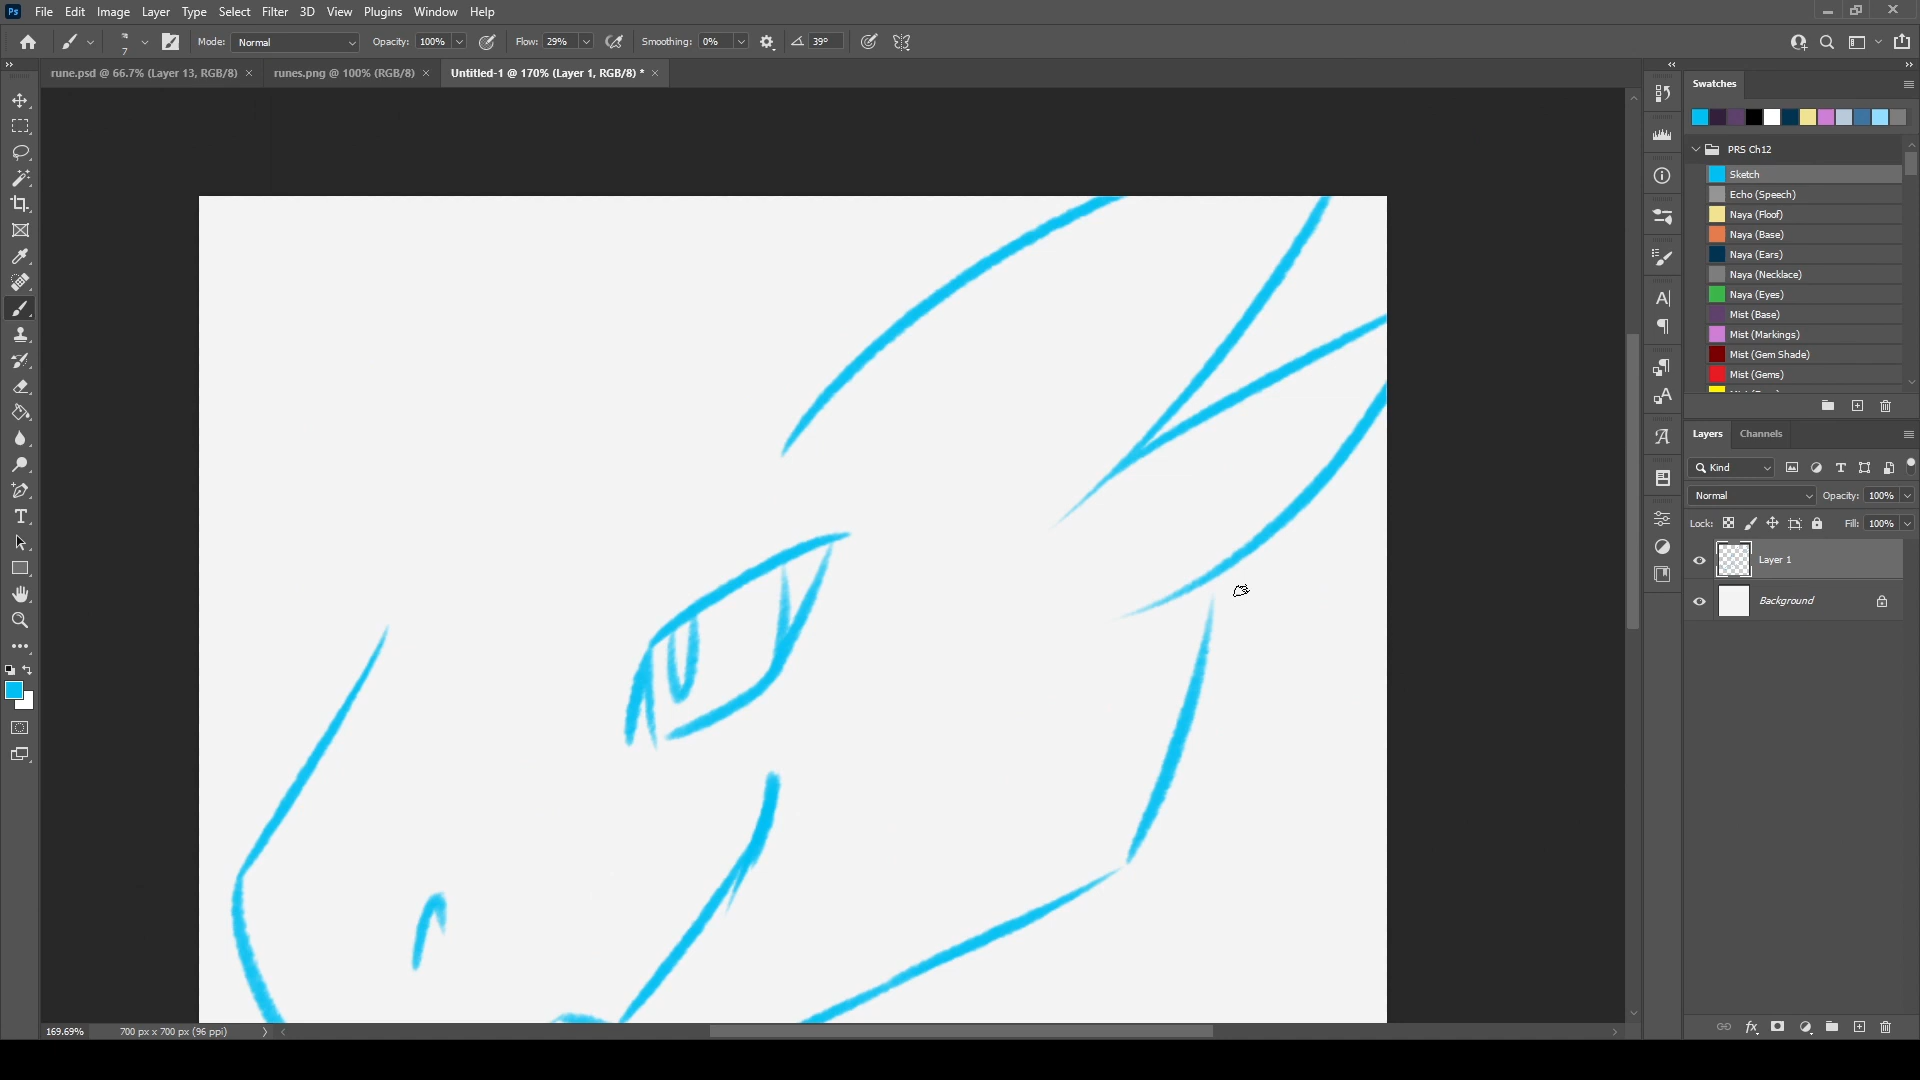 Ps File Edit Image Layer Type Select Filter 3D View Plugins Window Help
7 Mode: Normal Opacity: 100% Flow: 29% Smoothing: 0% 39°
rune.psd @ 66.7% (Layer 13, RGB/8) × runes.png @ 100% (RGB/8) × Untitled-1 @ 170% (Layer 1, RGB/8) * ×
Swatches
PRS Ch12
Sketch
Echo (Speech)
Naya (Floof)
Naya (Base)
Naya (Ears)
Naya (Necklace)
Naya (Eyes)
Mist (Base)
Mist (Markings)
Mist (Gem Shade)
Mist (Gems)
Layers Channels
Kind
Normal Opacity: 100%
Lock: Fill: 100%
Layer 1
Background
169.69% 700 px x 700 px (96 ppi)